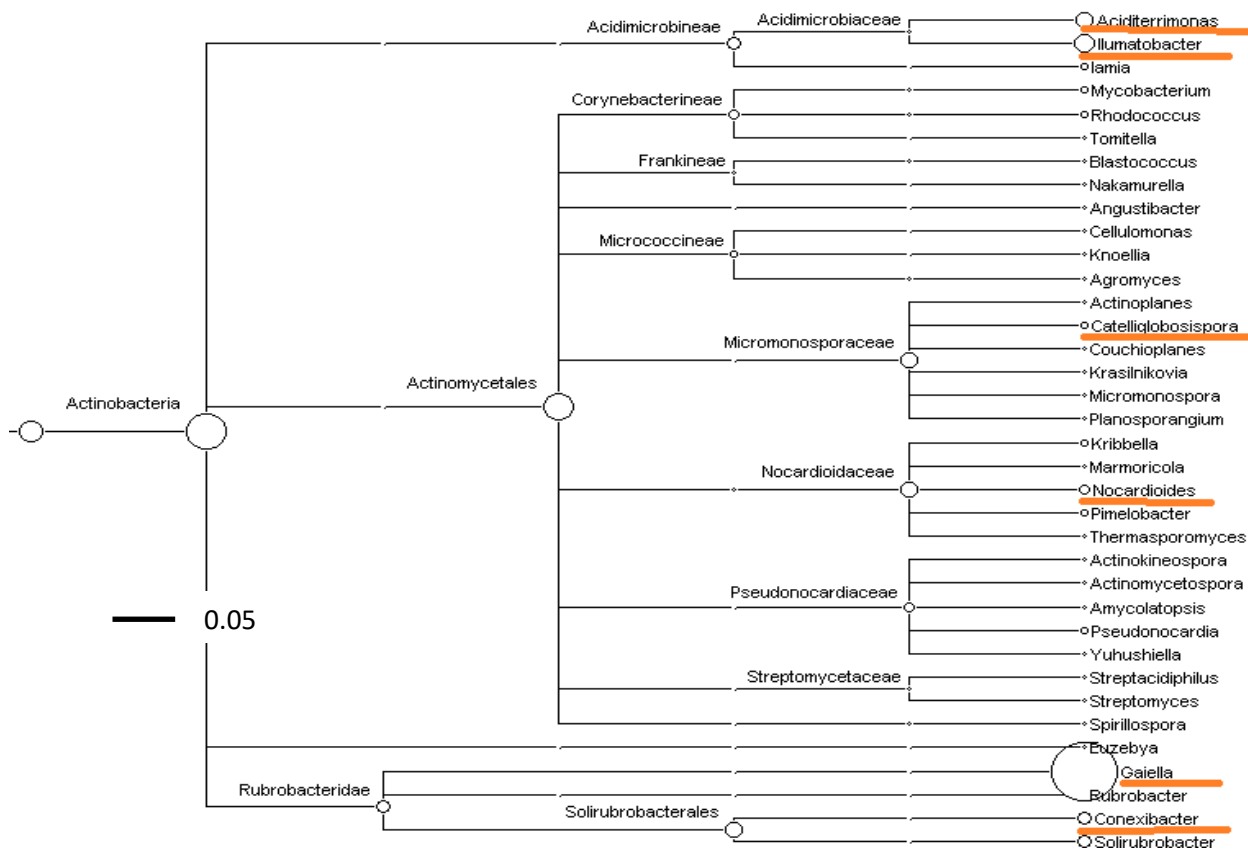 Acidimicrobiaceae
Aciditerrimonas
Acidimicrobineae
Ilumatobacter
Iamia
Mycobacterium
Corynebacterineae
Rhodococcus
Tomitella
Frankineae
Blastococcus
Nakamurella
Angustibacter
Cellulomonas
Micrococcineae
Knoellia
Agromyces
Actinoplanes
Catelliqlobosispora
Micromonosporaceae
Couchioplanes
Krasilnikovia
Actinomycetales
Micromonospora
Actinobacteria
Planosporangium
Kribbella
Nocardioidaceae
Marmoricola
Nocardioides
Pimelobacter
Thermasporomyces
Actinokineospora
Actinomycetospora
Pseudonocardiaceae
Amycolatopsis
0.05
Pseudonocardia
Yuhushiella
Streptomycetaceae
Streptacidiphilus
Streptomyces
Spirillospora
Euzebya
Gaiella
Rubrobacteridae
Rubrobacter
Solirubrobacterales
Conexibacter
Solirubrobacter